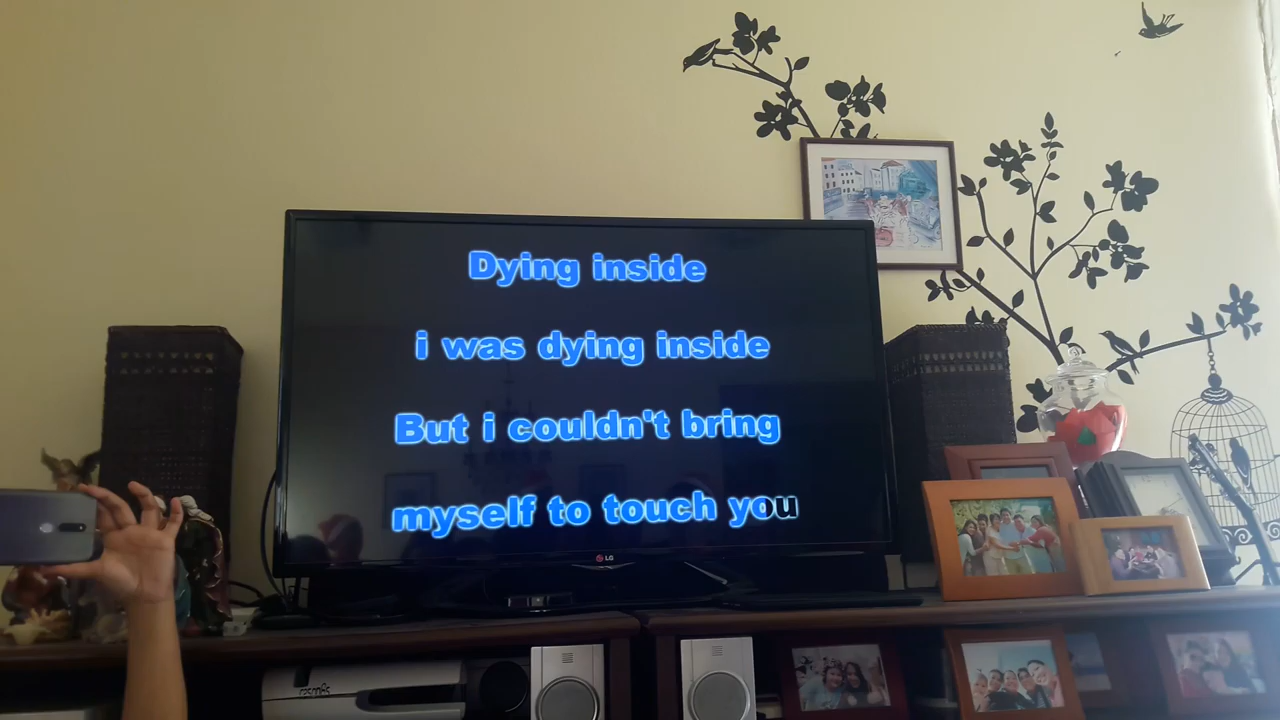 Dying inside
i was dying inside
But i couldn't bring
myself to touch you
LG